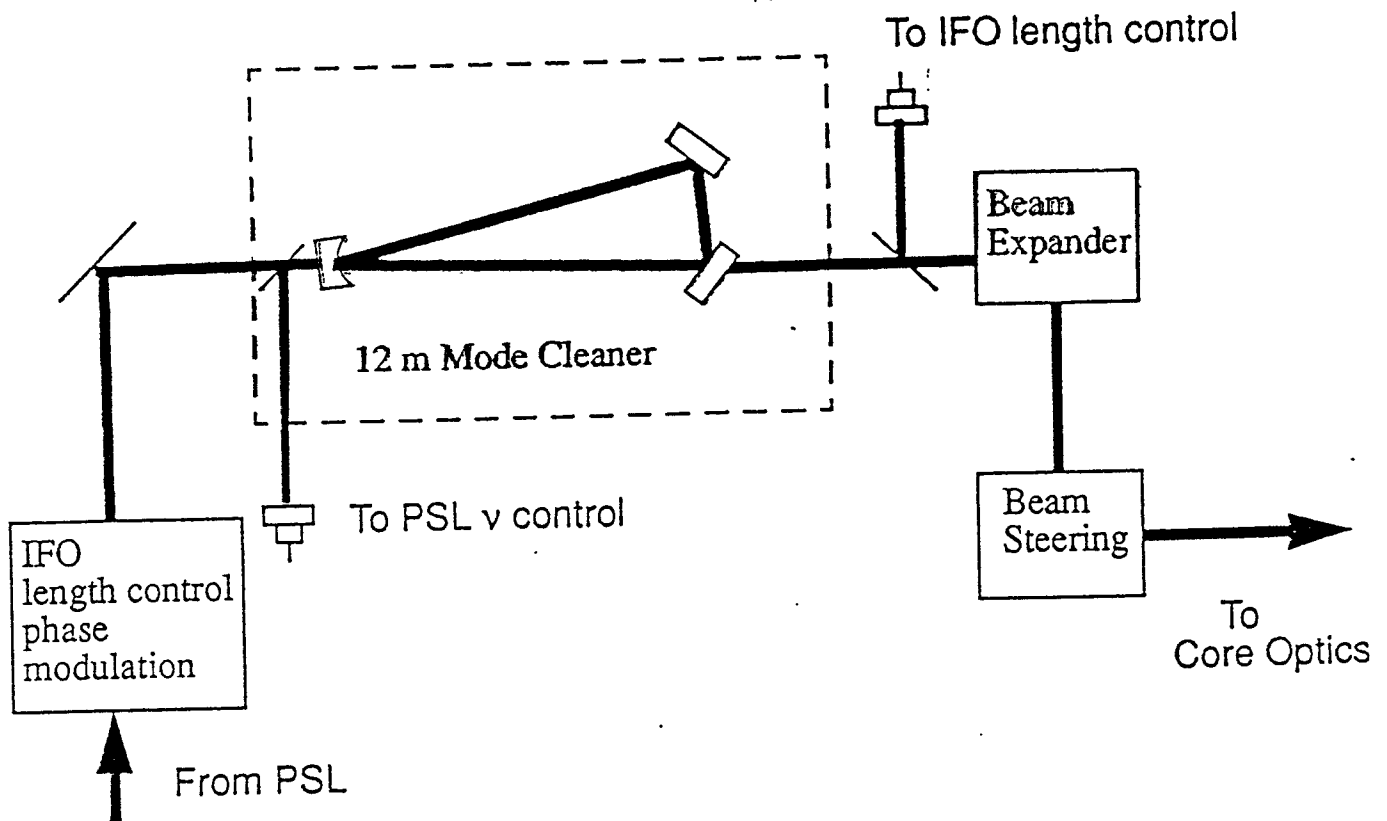 To IFO length control
Beam
Expander
12 m Mode Cleaner
To PSL ν control
Beam
Steering
IFO
length control
phase
modulation
To
Core Optics
From PSL